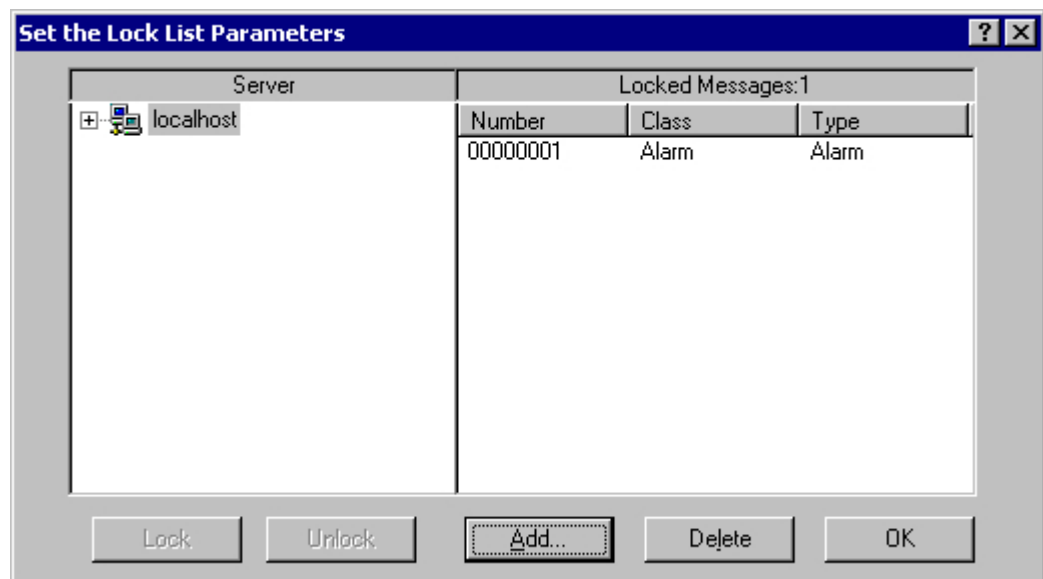 Set the Lock List Parameters
Server Locked Messages:1
localhost Number Class Type
00000001 Alarm Alarm
Lock Unlock Add... Delete OK